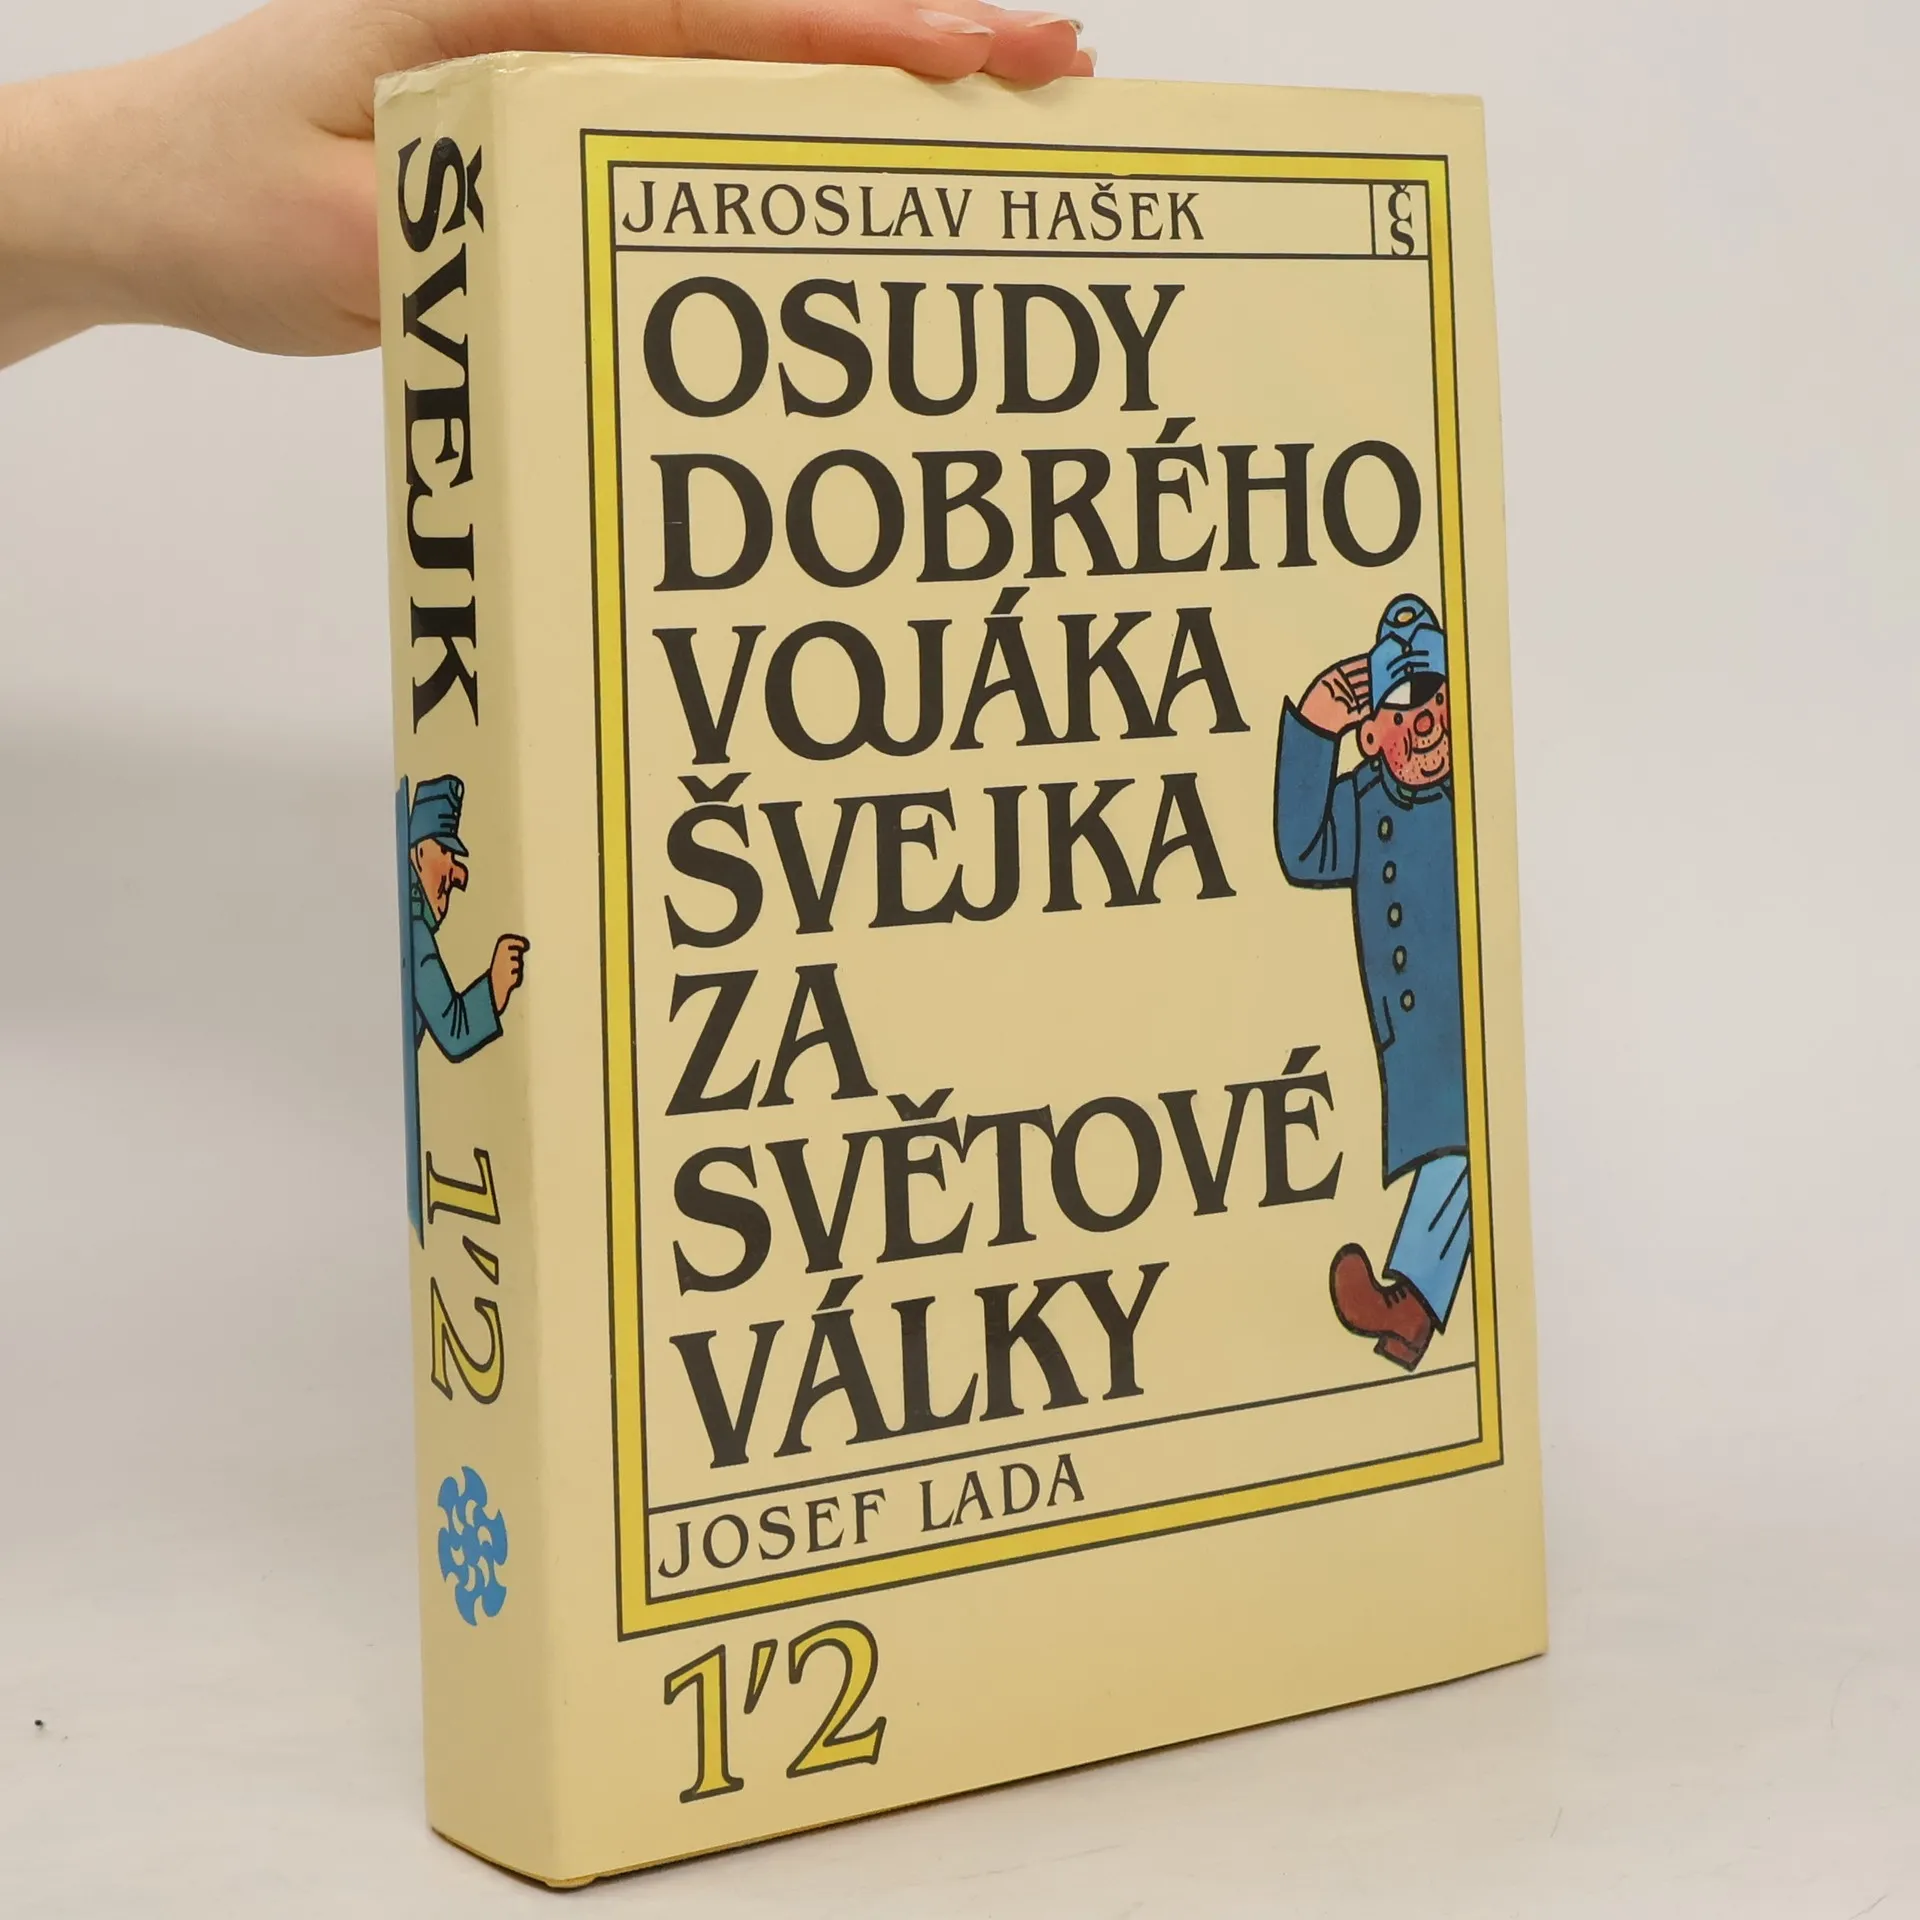 ŠVEJK 1'2
JAROSLAV HAŠEK
ČS
OSUDY
DOBRÉHO
VOJÁKA
ŠVEJKA
ZA
SVĚTOVÉ
VÁLKY
JOSEF LADA
1'2